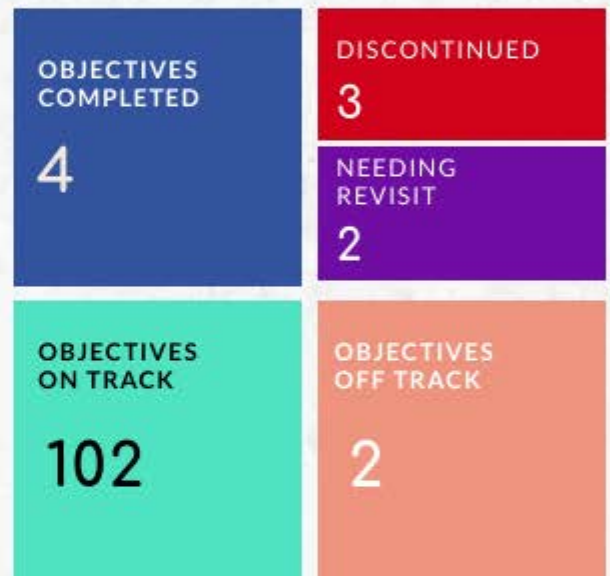 OBJECTIVES
COMPLETED
4
DISCONTINUED
3
NEEDING
REVISIT
2
OBJECTIVES
ON TRACK
102
OBJECTIVES
OFF TRACK
2